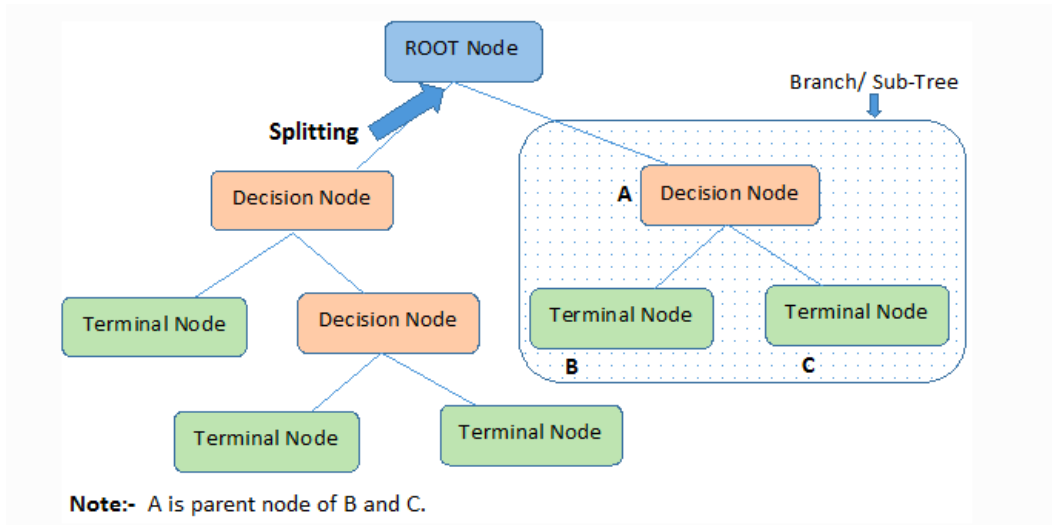 ROOT Node
Branch/ Sub-Tree
Splitting
Decision Node
A
Decision Node
Terminal Node
Decision Node
Terminal Node
Terminal Node
B
C
Terminal Node
Terminal Node
Note:- A is parent node of B and C.